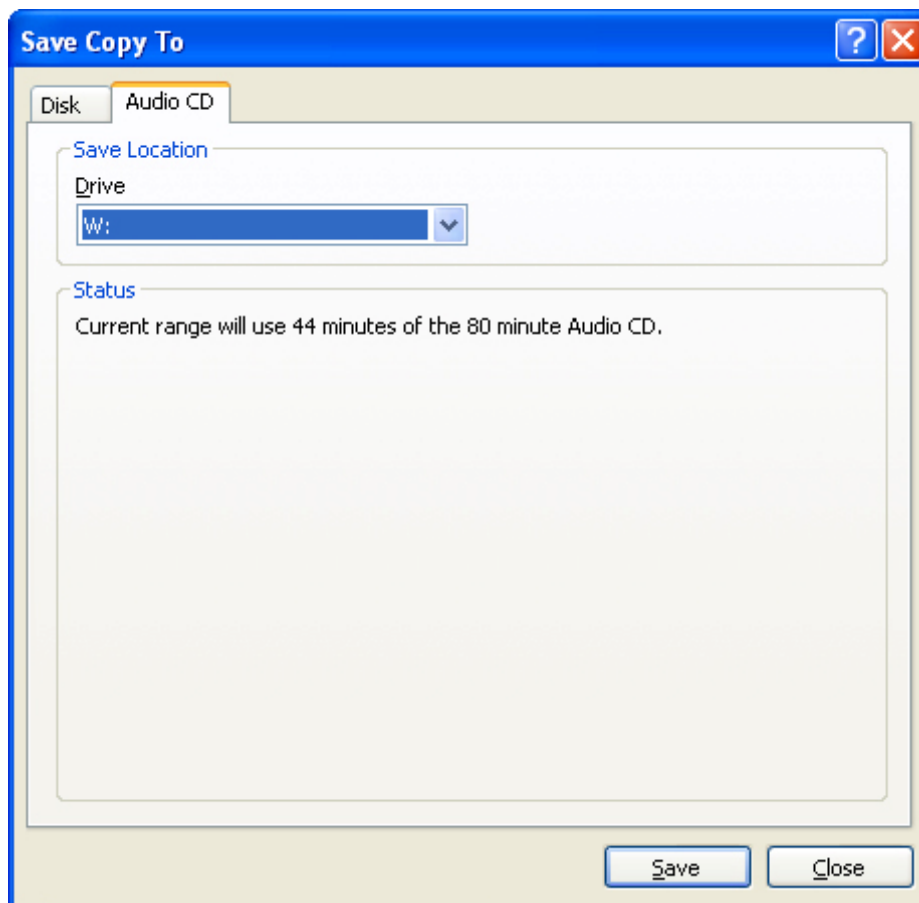 Save Copy To
Disk
Audio CD
Save Location
Drive
W:
Status
Current range will use 44 minutes of the 80 minute Audio CD.
Save
Close